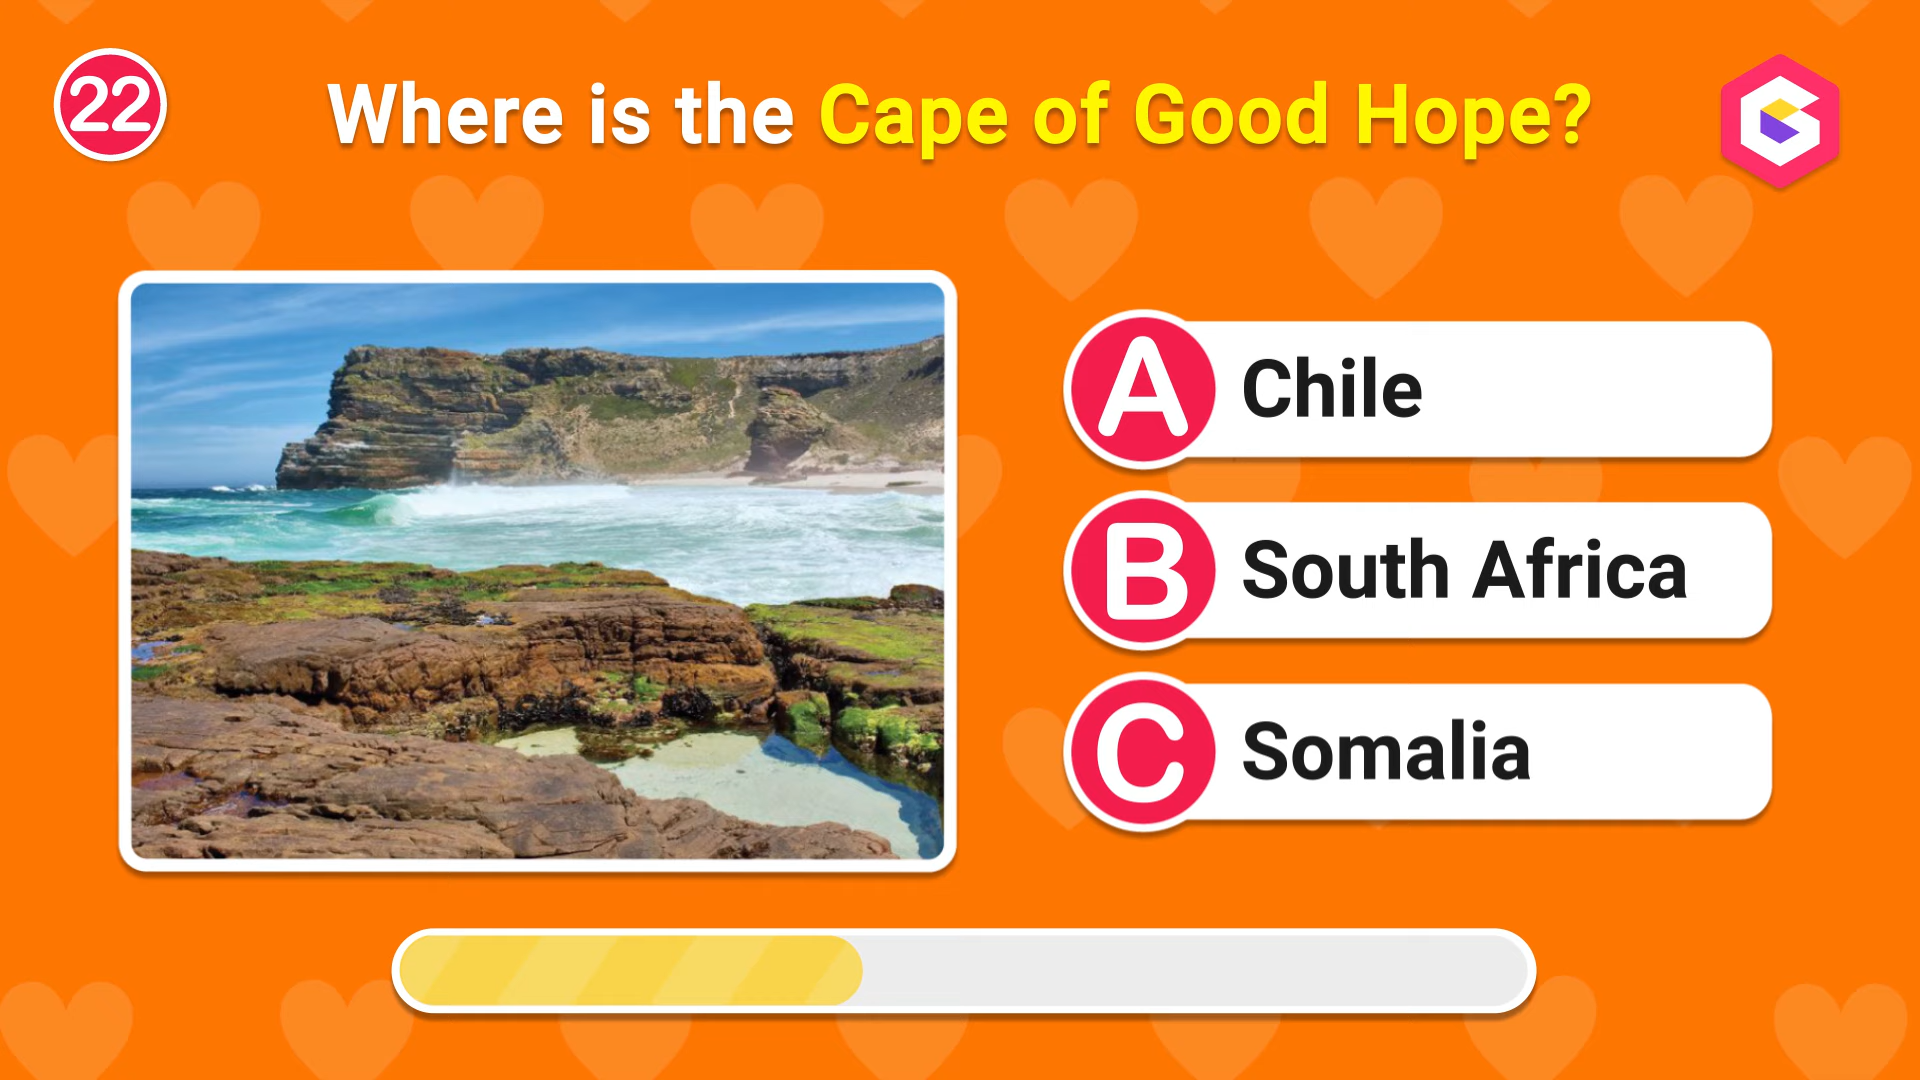 22
Where is the Cape of Good Hope?
A Chile
B South Africa
C Somalia